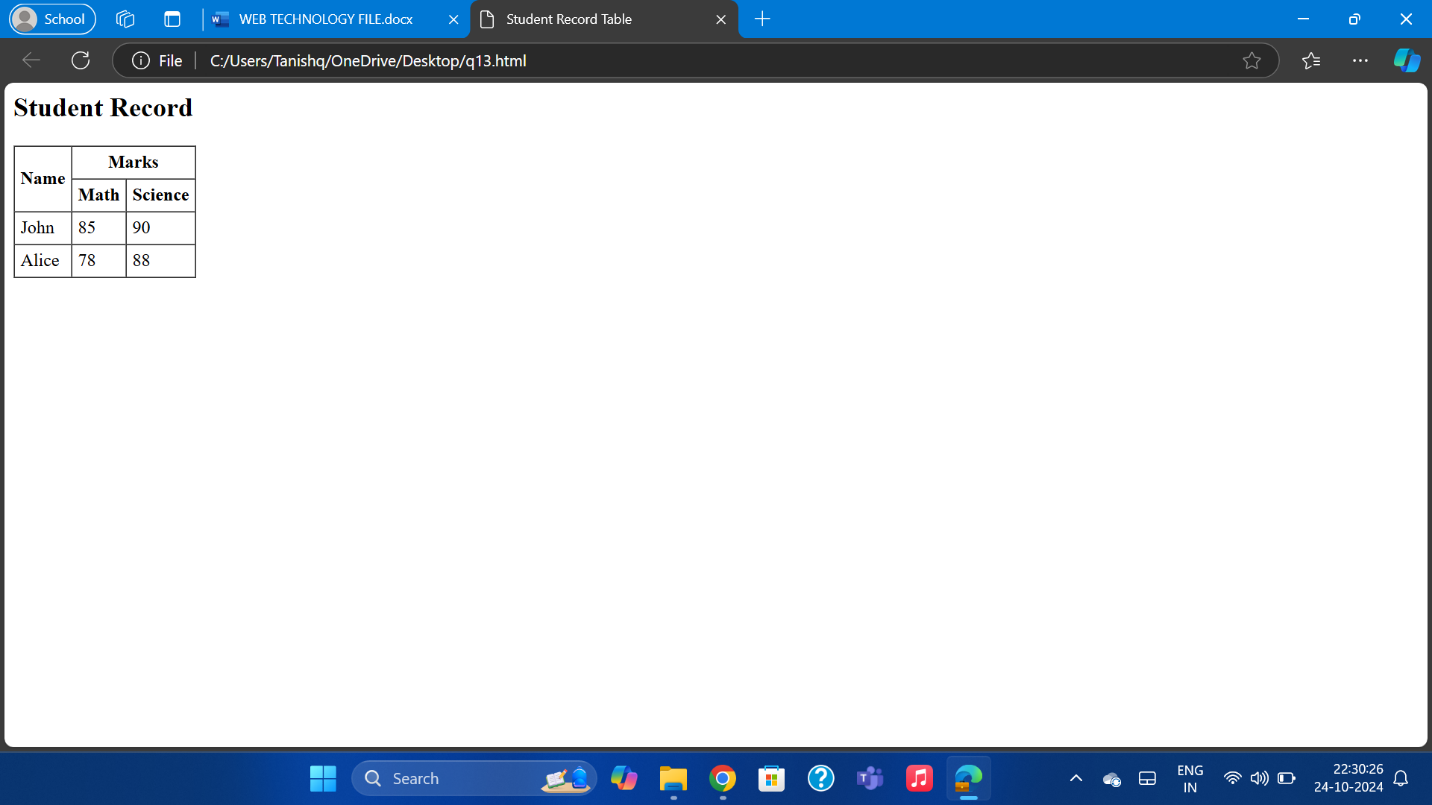 School
WEB TECHNOLOGY FILE.docx
Student Record Table
File
C:/Users/Tanishq/OneDrive/Desktop/q13.html
Student Record
Name Marks
Math Science
John 85 90
Alice 78 88
Search
ENG
IN
22:30:26
24-10-2024